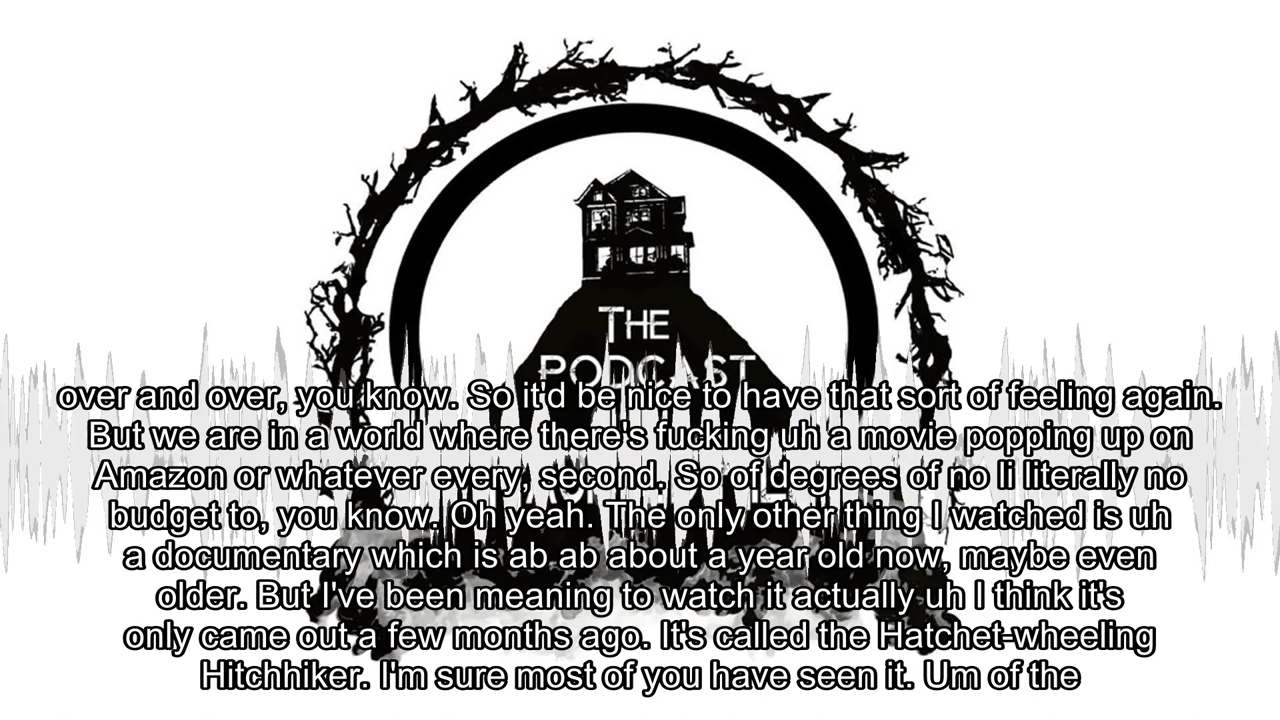 THE
PODCAST
over and over, you know. So it'd be nice to have that sort of feeling again.
But we are in a world where there's fucking uh a movie popping up on
Amazon or whatever every, second. So of degrees of no li literally no
budget to, you know. Oh yeah. The only other thing I watched is uh
a documentary which is ab ab about a year old now, maybe even
older. But I've been meaning to watch it actually uh I think it's
only came out a few months ago. It's called the Hatchet-wheeling
Hitchhiker. I'm sure most of you have seen it. Um of the